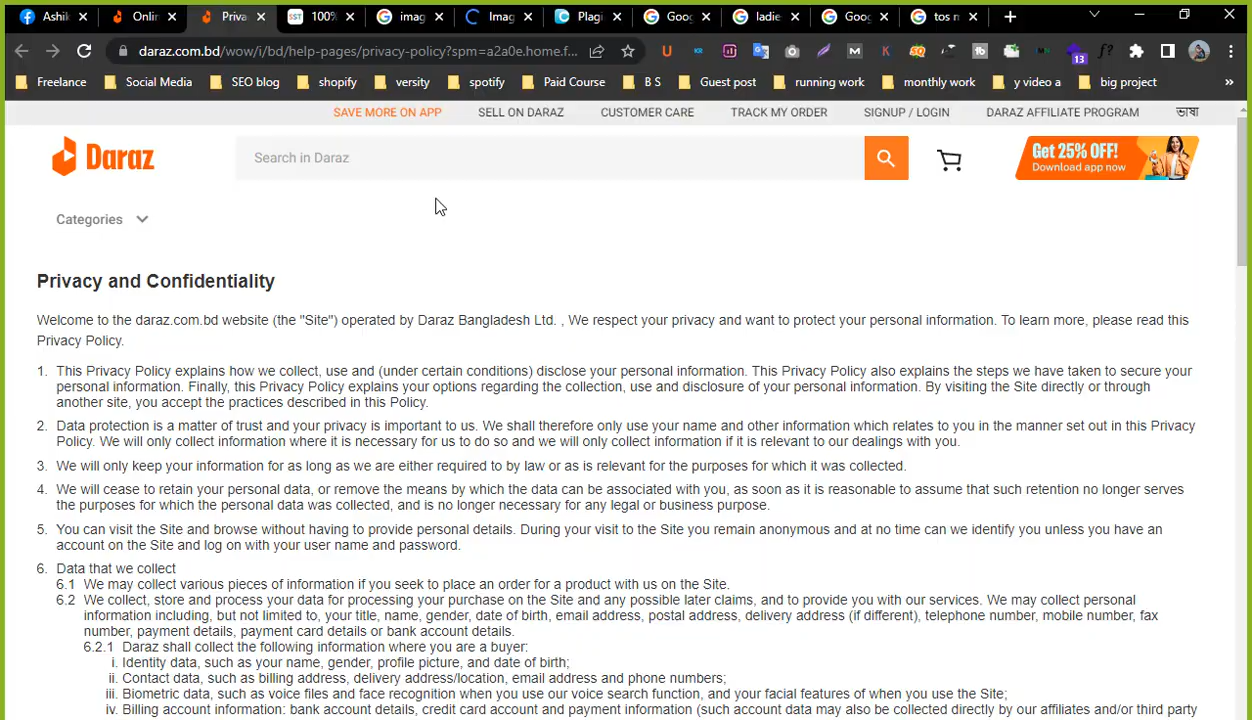 Ashik
Onlin
Priva
100%
imag
Imag
Plagi
Goog
ladie
Goog
tos n
daraz.com.bd/wow/i/bd/help-pages/privacy-policy?spm=a2a0e.home.f...
13
Freelance Social Media SEO blog shopify versity spotify Paid Course B S Guest post running work monthly work y video a big project »
SAVE MORE ON APP SELL ON DARAZ CUSTOMER CARE TRACK MY ORDER SIGNUP / LOGIN DARAZ AFFILIATE PROGRAM ভাষা
Daraz
Search in Daraz
Get 25% OFF!
Download app now
Categories
Privacy and Confidentiality
Welcome to the daraz.com.bd website (the "Site") operated by Daraz Bangladesh Ltd. , We respect your privacy and want to protect your personal information. To learn more, please read this
Privacy Policy.
1. This Privacy Policy explains how we collect, use and (under certain conditions) disclose your personal information. This Privacy Policy also explains the steps we have taken to secure your
personal information. Finally, this Privacy Policy explains your options regarding the collection, use and disclosure of your personal information. By visiting the Site directly or through
another site, you accept the practices described in this Policy.
2. Data protection is a matter of trust and your privacy is important to us. We shall therefore only use your name and other information which relates to you in the manner set out in this Privacy
Policy. We will only collect information where it is necessary for us to do so and we will only collect information if it is relevant to our dealings with you.
3. We will only keep your information for as long as we are either required to by law or as is relevant for the purposes for which it was collected.
4. We will cease to retain your personal data, or remove the means by which the data can be associated with you, as soon as it is reasonable to assume that such retention no longer serves
the purposes for which the personal data was collected, and is no longer necessary for any legal or business purpose.
5. You can visit the Site and browse without having to provide personal details. During your visit to the Site you remain anonymous and at no time can we identify you unless you have an
account on the Site and log on with your user name and password.
6. Data that we collect
6.1 We may collect various pieces of information if you seek to place an order for a product with us on the Site.
6.2 We collect, store and process your data for processing your purchase on the Site and any possible later claims, and to provide you with our services. We may collect personal
information including, but not limited to, your title, name, gender, date of birth, email address, postal address, delivery address (if different), telephone number, mobile number, fax
number, payment details, payment card details or bank account details.
6.2.1 Daraz shall collect the following information where you are a buyer:
i. Identity data, such as your name, gender, profile picture, and date of birth;
ii. Contact data, such as billing address, delivery address/location, email address and phone numbers;
iii. Biometric data, such as voice files and face recognition when you use our voice search function, and your facial features of when you use the Site;
iv. Billing account information: bank account details, credit card account and payment information (such account data may also be collected directly by our affiliates and/or third party